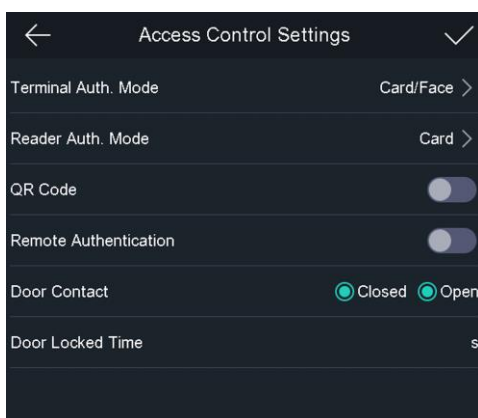 Access Control Settings
Terminal Auth. Mode Card/Face
Reader Auth. Mode Card
QR Code
Remote Authentication
Door Contact Closed Open
Door Locked Time s